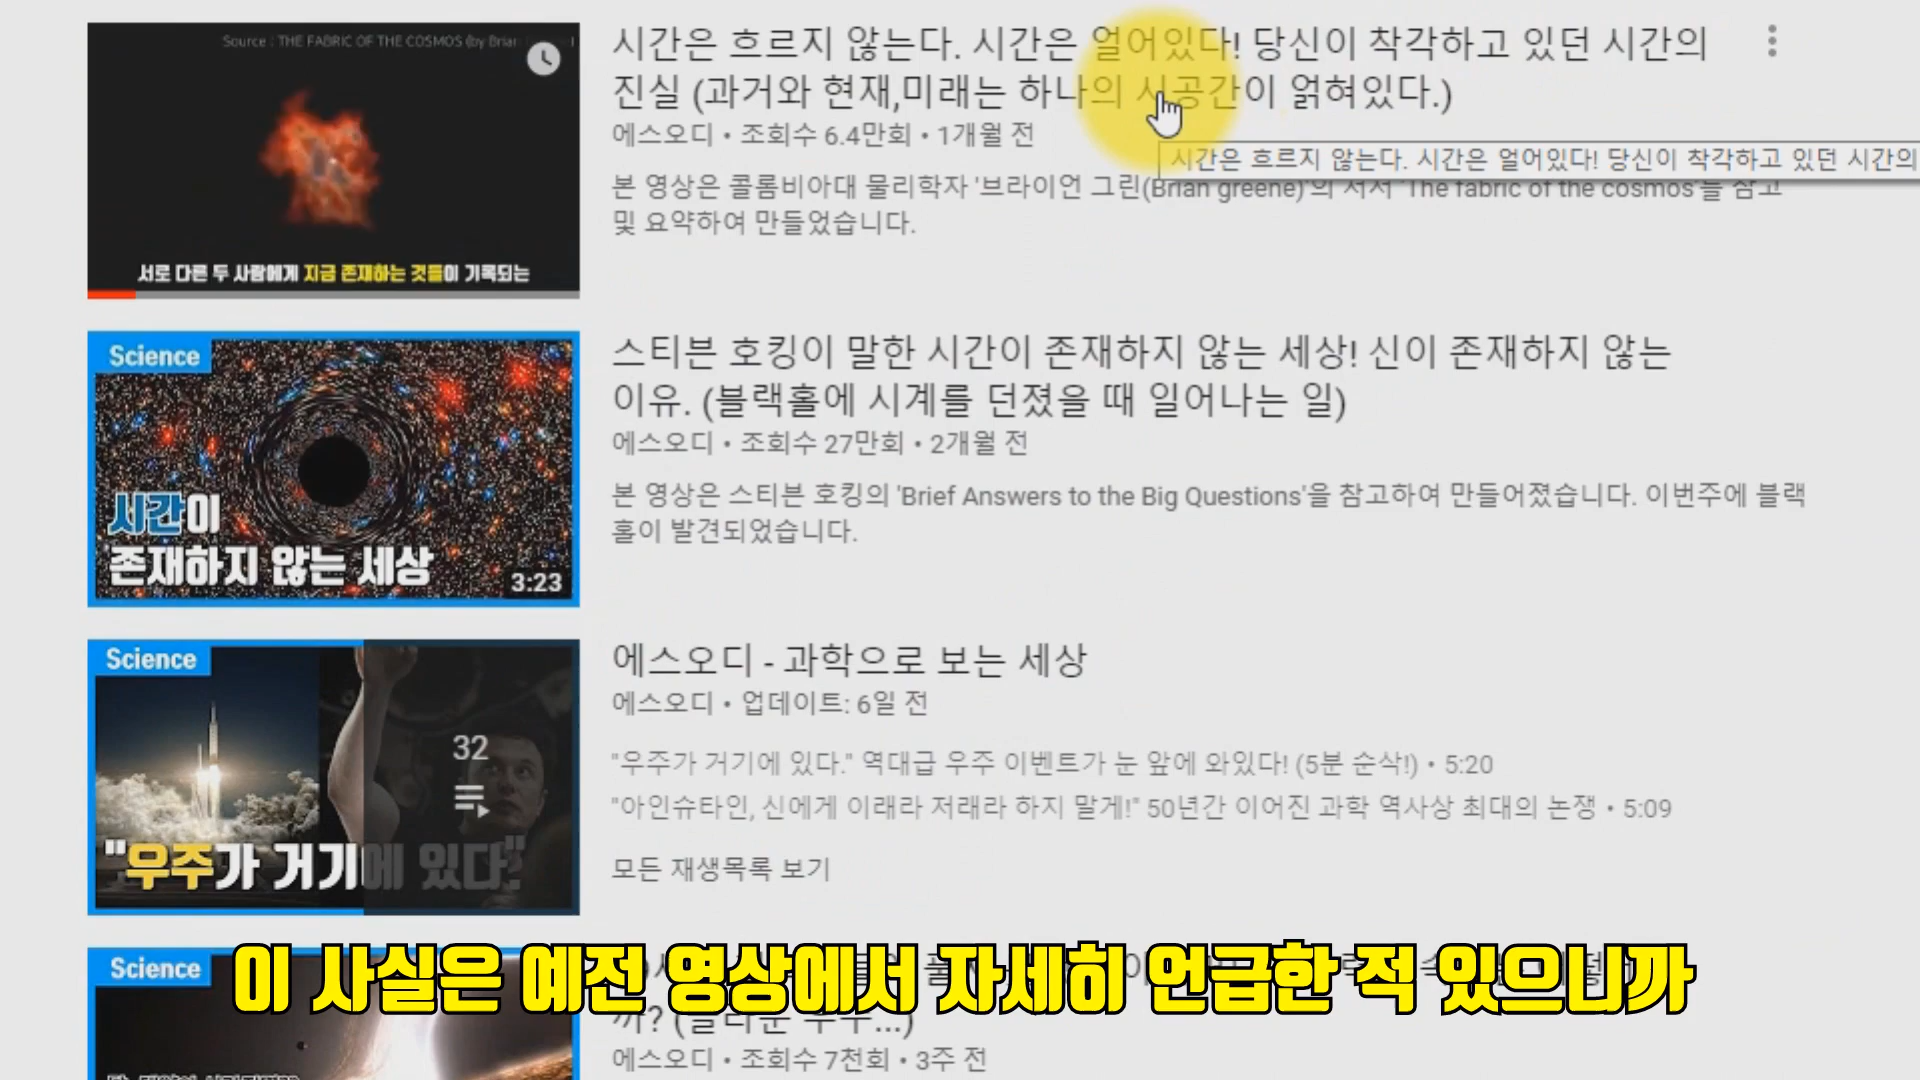 Source : THE FABRIC OF THE COSMOS (by Brian
서로 다른 두 사람에게 지금 존재하는 것들이 기록되는
시간은 흐르지 않는다. 시간은 얼어있다! 당신이 착각하고 있던 시간의
진실 (과거와 현재,미래는 하나의 시공간이 얽혀있다.)
에스오디 • 조회수 6.4만회 • 1개월 전
시간은 흐르지 않는다. 시간은 얼어있다! 당신이 착각하고 있던 시간의
본 영상은 콜롬비아대 물리학자 '브라이언 그린(Brian greene)'의 저서 'The fabric of the cosmos'를 참고
및 요약하여 만들었습니다.
Science
시간이
존재하지 않는 세상
3:23
스티븐 호킹이 말한 시간이 존재하지 않는 세상! 신이 존재하지 않는
이유. (블랙홀에 시계를 던졌을 때 일어나는 일)
에스오디 • 조회수 27만회 • 2개월 전
본 영상은 스티븐 호킹의 'Brief Answers to the Big Questions'을 참고하여 만들어졌습니다. 이번주에 블랙
홀이 발견되었습니다.
Science
32
"우주가 거기에 있다"
에스오디 - 과학으로 보는 세상
에스오디 • 업데이트: 6일 전
"우주가 거기에 있다." 역대급 우주 이벤트가 눈 앞에 와있다! (5분 순삭!) • 5:20
"아인슈타인, 신에게 이래라 저래라 하지 말게!" 50년간 이어진 과학 역사상 최대의 논쟁 • 5:09
모든 재생목록 보기
Science
이 사실은 예전 영상에서 자세히 언급한 적 있으니까
에스오디 • 조회수 7천회 • 3주 전